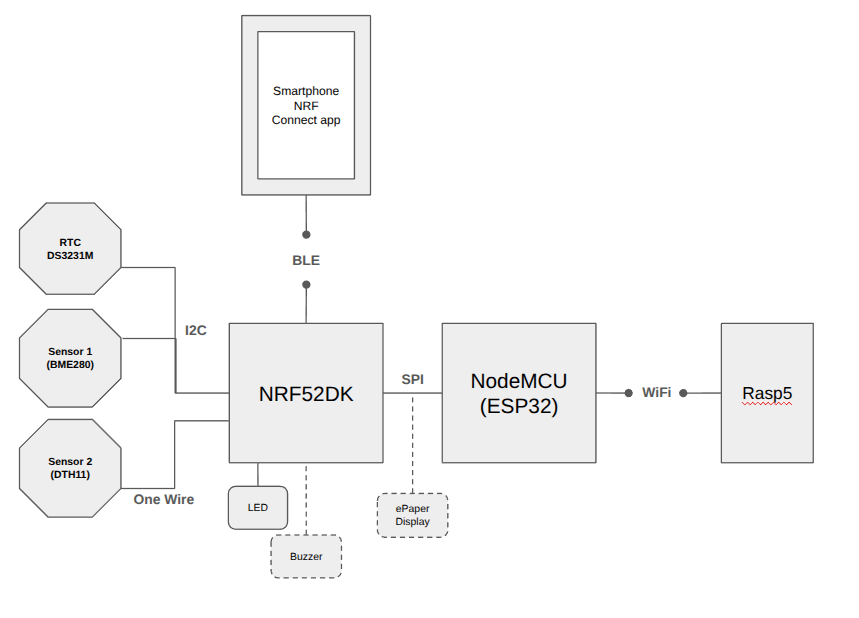 Smartphone
NRF
Connect app
BLE
RTC
DS3231M
I2C
Sensor 1
(BME280)
Sensor 2
(DTH11)
One Wire
NRF52DK
SPI
NodeMCU
(ESP32)
WiFi
Rasp5
LED
Buzzer
ePaper
Display